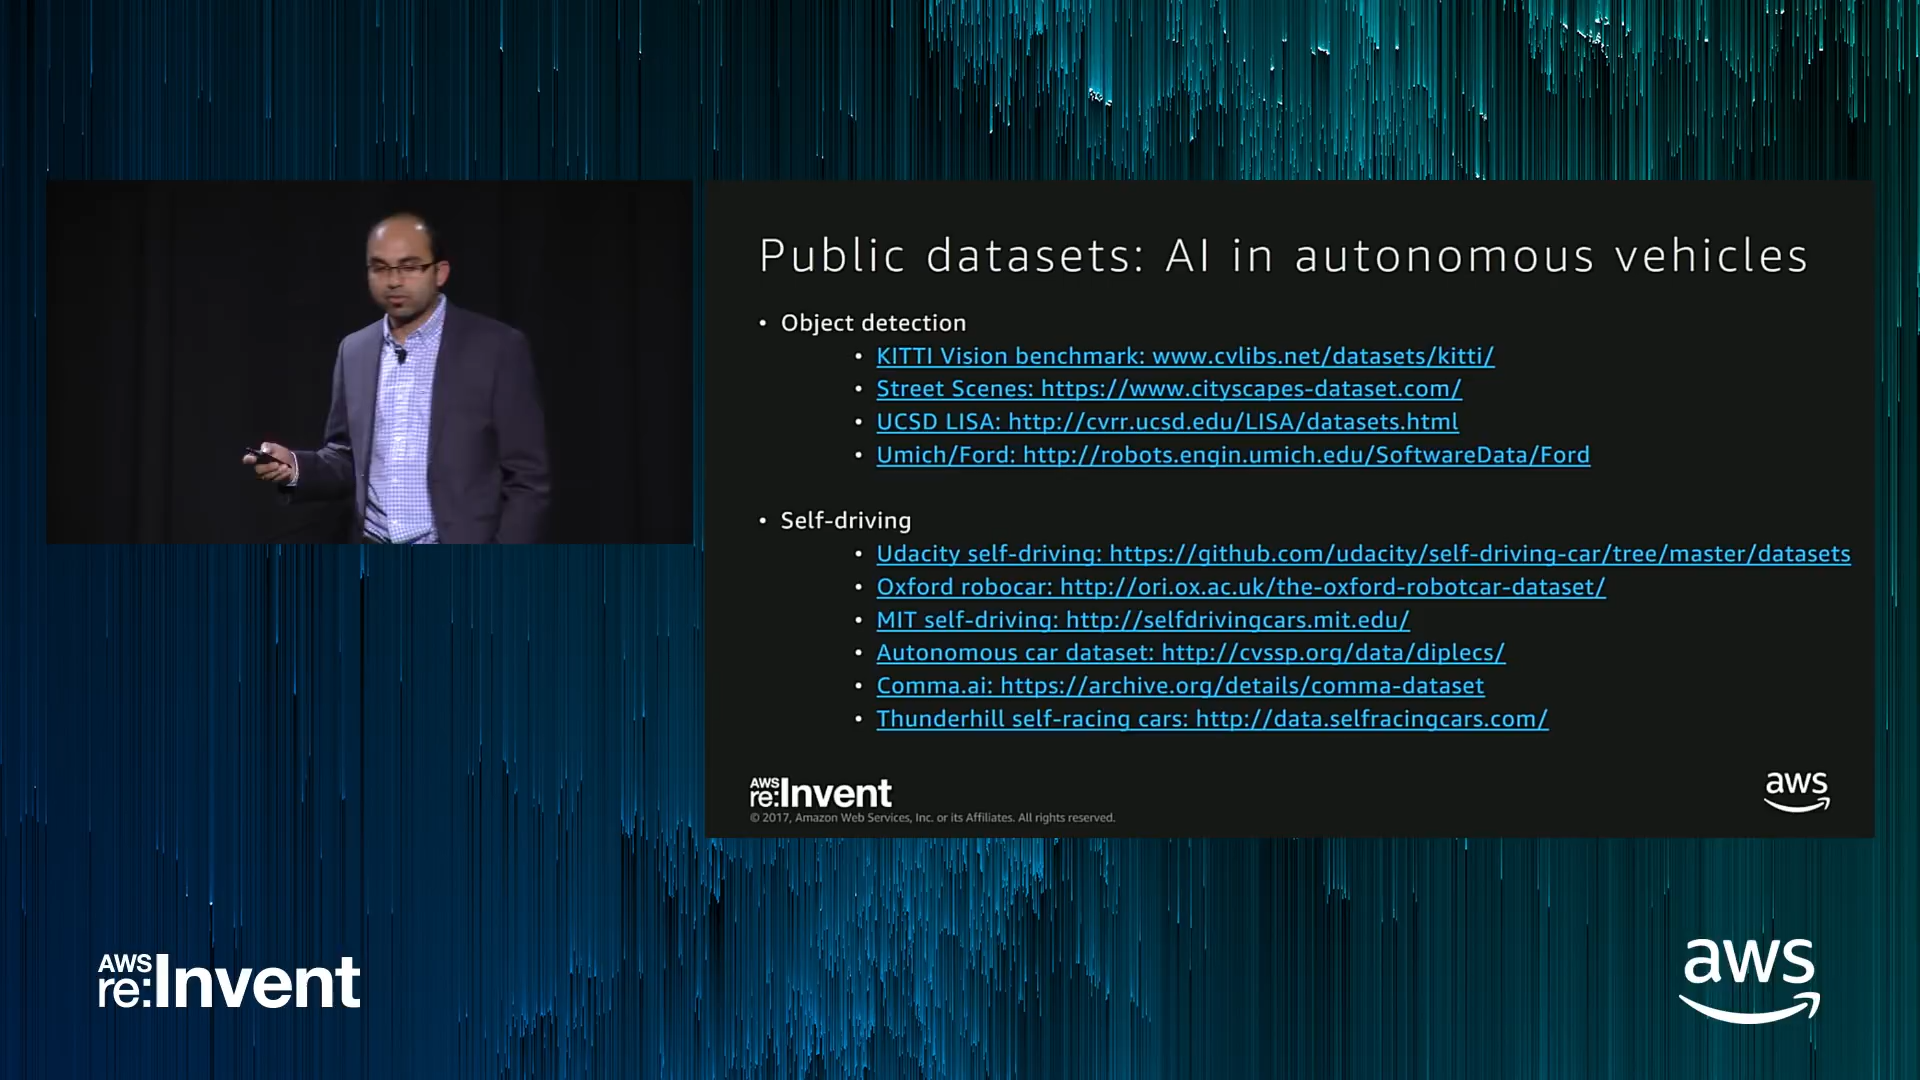 Public datasets: AI in autonomous vehicles
• Object detection
• KITTI Vision benchmark: www.cvlibs.net/datasets/kitti/
• Street Scenes: https://www.cityscapes-dataset.com/
• UCSD LISA: http://cvrr.ucsd.edu/LISA/datasets.html
• Umich/Ford: http://robots.engin.umich.edu/SoftwareData/Ford
• Self-driving
• Udacity self-driving: https://github.com/udacity/self-driving-car/tree/master/datasets
• Oxford robocar: http://ori.ox.ac.uk/the-oxford-robotcar-dataset/
• MIT self-driving: http://selfdrivingcars.mit.edu/
• Autonomous car dataset: http://cvssp.org/data/diplecs/
• Comma.ai: https://archive.org/details/comma-dataset
• Thunderhill self-racing cars: http://data.selfracingcars.com/
AWS
re:Invent
© 2017, Amazon Web Services, Inc. or its Affiliates. All rights reserved.
aws
AWS
re:Invent
aws